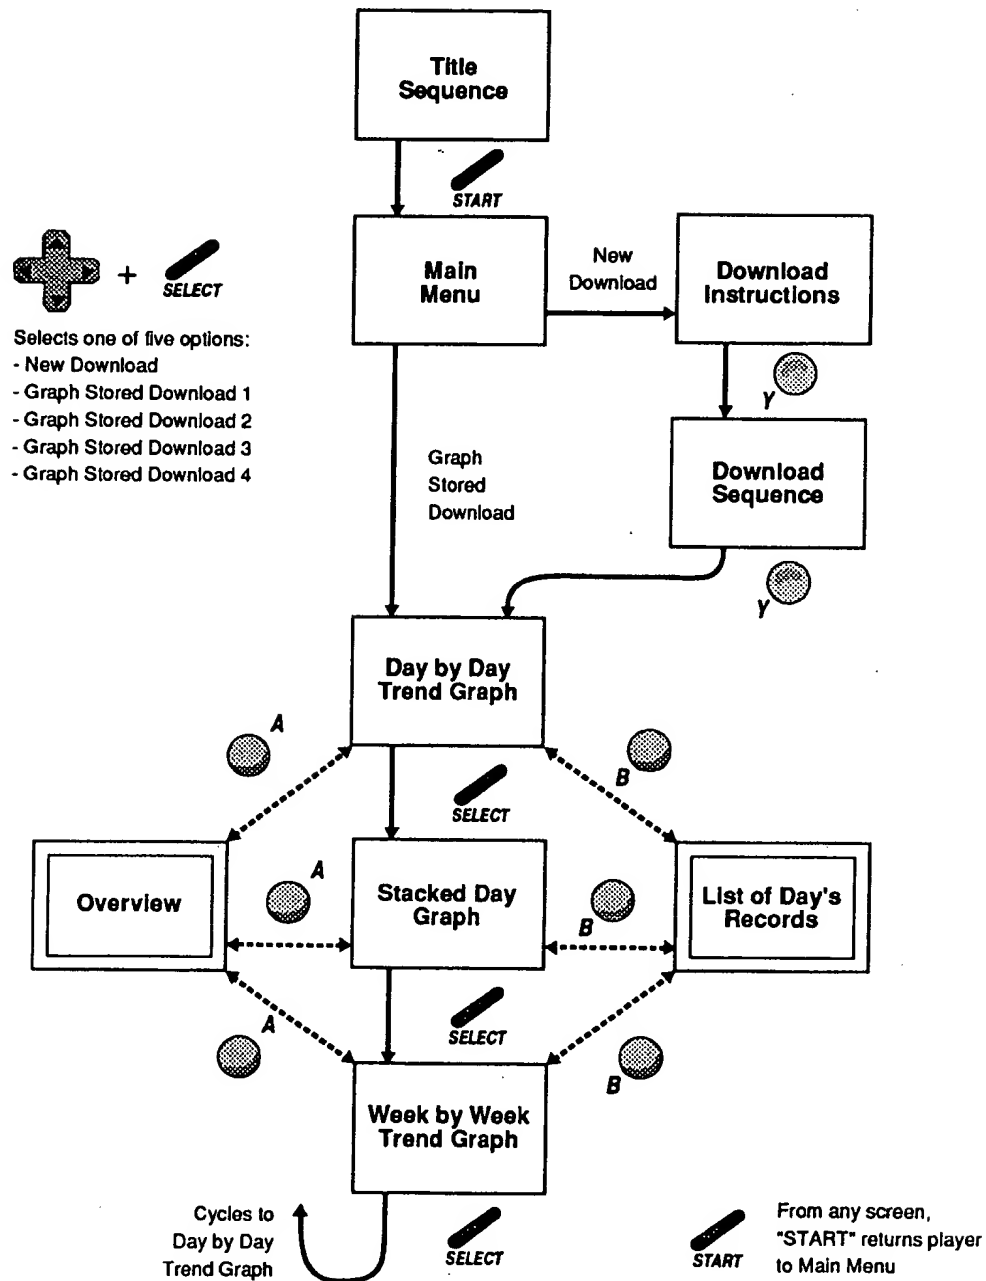 Title
Sequence
START
Main
Menu
New
Download
Download
Instructions
+
SELECT
Selects one of five options:
- New Download
- Graph Stored Download 1
- Graph Stored Download 2
- Graph Stored Download 3
- Graph Stored Download 4
Y
Graph
Stored
Download
Download
Sequence
Y
Day by Day
Trend Graph
A
B
SELECT
Overview
A
Stacked Day
Graph
B
List of Day's
Records
A
SELECT
B
Week by Week
Trend Graph
Cycles to
Day by Day
Trend Graph
SELECT
START
From any screen,
"START" returns player
to Main Menu